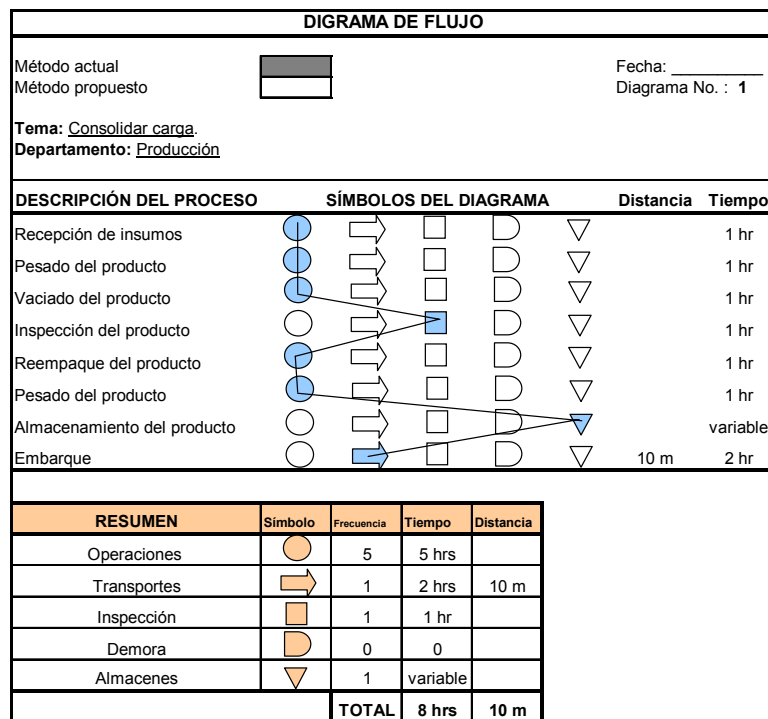 DIGRAMA DE FLUJO
Método actual Fecha: __________
Método propuesto Diagrama No. : 1
Tema: Consolidar carga.
Departamento: Producción
DESCRIPCIÓN DEL PROCESO SÍMBOLOS DEL DIAGRAMA Distancia Tiempo
Recepción de insumos 1 hr
Pesado del producto 1 hr
Vaciado del producto 1 hr
Inspección del producto 1 hr
Reempaque del producto 1 hr
Pesado del producto 1 hr
Almacenamiento del producto variable
Embarque 10 m 2 hr
RESUMEN Símbolo Frecuencia Tiempo Distancia
Operaciones 5 5 hrs
Transportes 1 2 hrs 10 m
Inspección 1 1 hr
Demora 0 0
Almacenes 1 variable
TOTAL 8 hrs 10 m